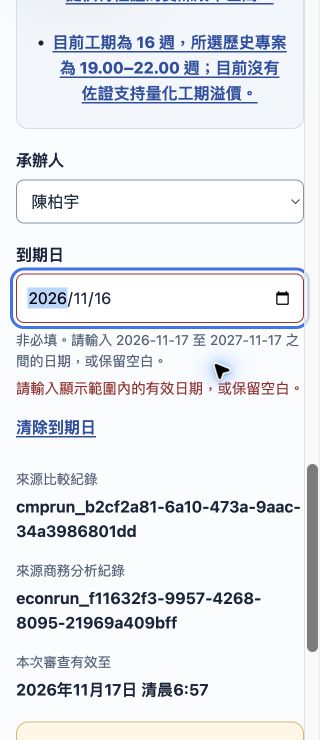 目前工期為 16 週，所選歷史專案
為 19.00–22.00 週；目前沒有
佐證支持量化工期溢價。
承辦人
陳柏宇
到期日
2026/11/16
非必填。請輸入 2026-11-17 至 2027-11-17 之
間的日期，或保留空白。
請輸入顯示範圍內的有效日期，或保留空白。
清除到期日
來源比較紀錄
cmprun_b2cf2a81-6a10-473a-9aac-
34a3986801dd
來源商務分析紀錄
econrun_f11632f3-9957-4268-
8095-21969a409bff
本次審查有效至
2026年11月17日 清晨6:57